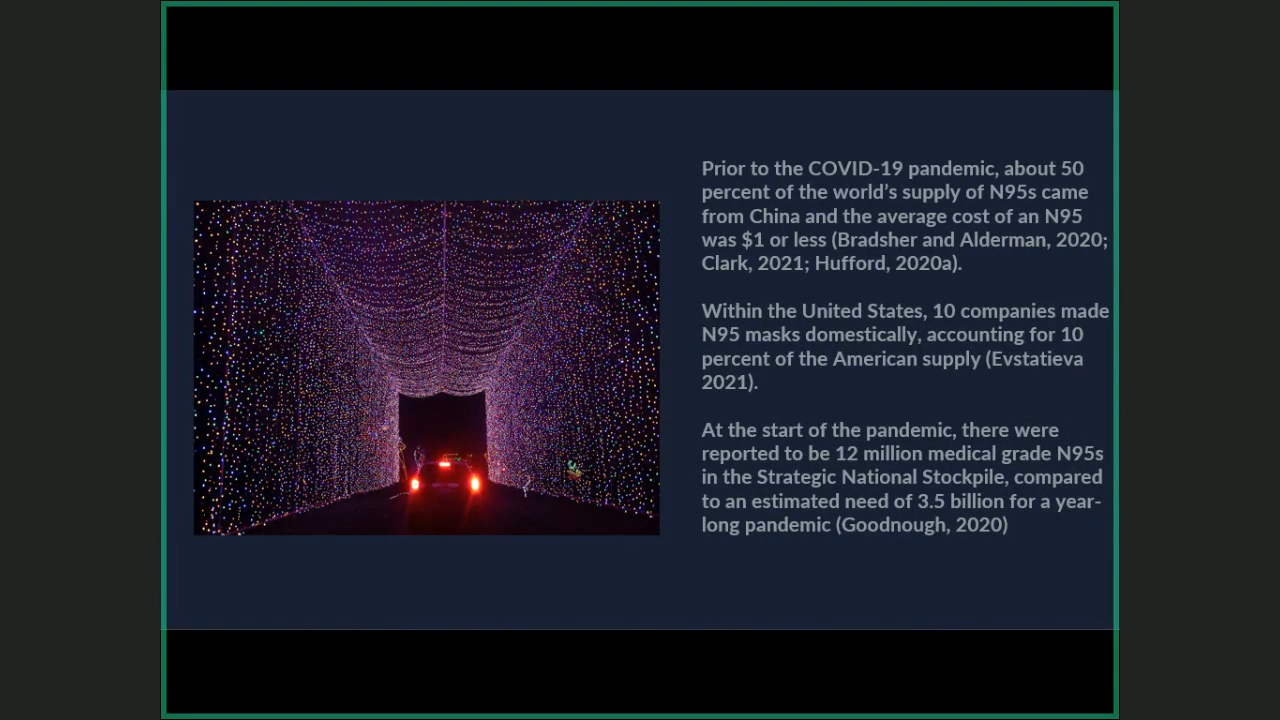 Prior to the COVID-19 pandemic, about 50
percent of the world’s supply of N95s came
from China and the average cost of an N95
was $1 or less (Bradsher and Alderman, 2020;
Clark, 2021; Hufford, 2020a).
Within the United States, 10 companies made
N95 masks domestically, accounting for 10
percent of the American supply (Evstatieva
2021).
At the start of the pandemic, there were
reported to be 12 million medical grade N95s
in the Strategic National Stockpile, compared
to an estimated need of 3.5 billion for a year-
long pandemic (Goodnough, 2020)